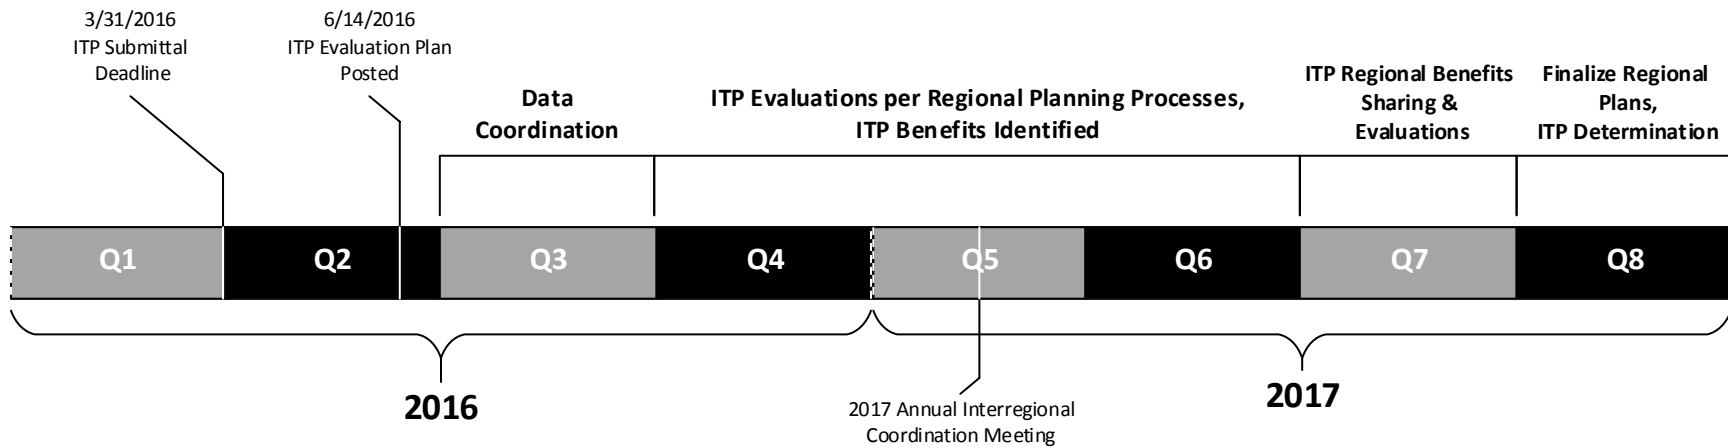 3/31/2016
ITP Submittal
Deadline
6/14/2016
ITP Evaluation Plan
Posted
Data
Coordination
ITP Evaluations per Regional Planning Processes,
ITP Benefits Identified
ITP Regional Benefits
Sharing &
Evaluations
Finalize Regional
Plans,
ITP Determination
Q1
Q2
Q3
Q4
Q5
Q6
Q7
Q8
2016
2017 Annual Interregional
Coordination Meeting
2017